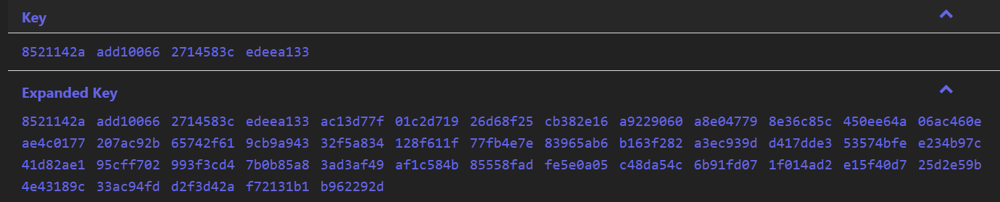 Key
8521142a add10066 2714583c edeea133
Expanded Key
8521142a add10066 2714583c edeea133 ac13d77f 01c2d719 26d68f25 cb382e16 a9229060 a8e04779 8e36c85c 450ee64a 06ac460e
ae4c0177 207ac92b 65742f61 9cb9a943 32f5a834 128f611f 77fb4e7e 83965ab6 b163f282 a3ec939d d417dde3 53574bfe e234b97c
41d82ae1 95cff702 993f3cd4 7b0b85a8 3ad3af49 af1c584b 85558fad fe5e0a05 c48da54c 6b91fd07 1f014ad2 e15f40d7 25d2e59b
4e43189c 33ac94fd d2f3d42a f72131b1 b962292d